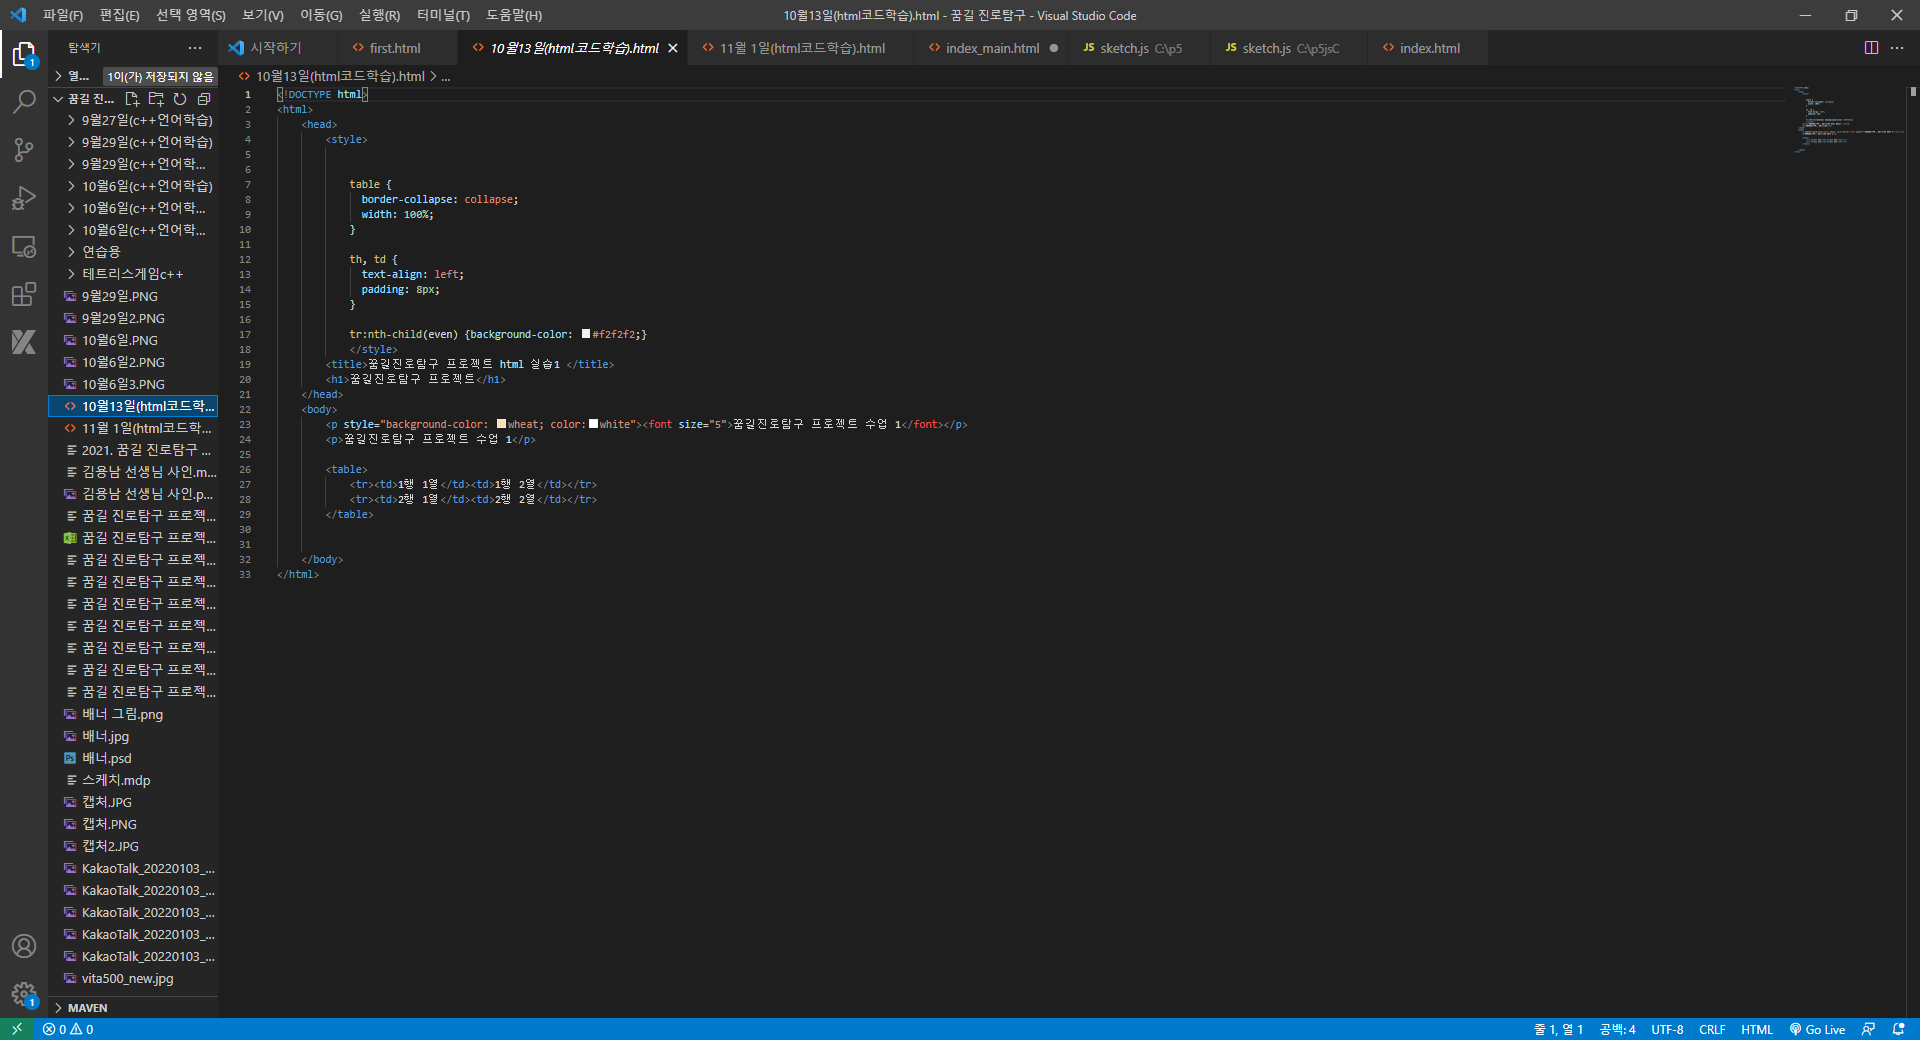 파일(F) 편집(E) 선택 영역(S) 보기(V) 이동(G) 실행(R) 터미널(T) 도움말(H)
10월13일(html코드학습).html - 꿈길 진로탐구 - Visual Studio Code
탐색기
시작하기
first.html
10월13일(html코드학습).html
11월 1일(html코드학습).html
index_main.html
JS sketch.js C:\p5
JS sketch.js C:\p5jsC
index.html
열... 1이(가) 저장되지 않음
꿈길 진...
9월27일(c++언어학습)
9월29일(c++언어학습)
9월29일(c++언어학...
10월6일(c++언어학습)
10월6일(c++언어학...
10월6일(c++언어학...
연습용
테트리스게임c++
9월29일.PNG
9월29일2.PNG
10월6일.PNG
10월6일2.PNG
10월6일3.PNG
10월13일(html코드학...
11월 1일(html코드학...
2021. 꿈길 진로탐구 ...
김용남 선생님 사인.m...
김용남 선생님 사인.p...
꿈길 진로탐구 프로젝...
꿈길 진로탐구 프로젝...
꿈길 진로탐구 프로젝...
꿈길 진로탐구 프로젝...
꿈길 진로탐구 프로젝...
꿈길 진로탐구 프로젝...
꿈길 진로탐구 프로젝...
꿈길 진로탐구 프로젝...
꿈길 진로탐구 프로젝...
배너 그림.png
배너.jpg
Ps 배너.psd
스케치.mdp
캡처.JPG
캡처.PNG
캡처2.JPG
KakaoTalk_20220103_...
KakaoTalk_20220103_...
KakaoTalk_20220103_...
KakaoTalk_20220103_...
KakaoTalk_20220103_...
vita500_new.jpg
MAVEN
1
1
10월13일(html코드학습).html > ...
1 <!DOCTYPE html>
2 <html>
3 <head>
4 <style>
5
6
7 table {
8 border-collapse: collapse;
9 width: 100%;
10 }
11
12 th, td {
13 text-align: left;
14 padding: 8px;
15 }
16
17 tr:nth-child(even) {background-color: #f2f2f2;}
18 </style>
19 <title>꿈길진로탐구 프로젝트 html 실습1 </title>
20 <h1>꿈길진로탐구 프로젝트</h1>
21 </head>
22 <body>
23 <p style="background-color: wheat; color: white"><font size="5">꿈길진로탐구 프로젝트 수업 1</font></p>
24 <p>꿈길진로탐구 프로젝트 수업 1</p>
25
26 <table>
27 <tr><td>1행 1열</td><td>1행 2열</td></tr>
28 <tr><td>2행 1열</td><td>2행 2열</td></tr>
29 </table>
30
31
32 </body>
33 </html>
0 0
줄 1, 열 1 공백: 4 UTF-8 CRLF HTML Go Live